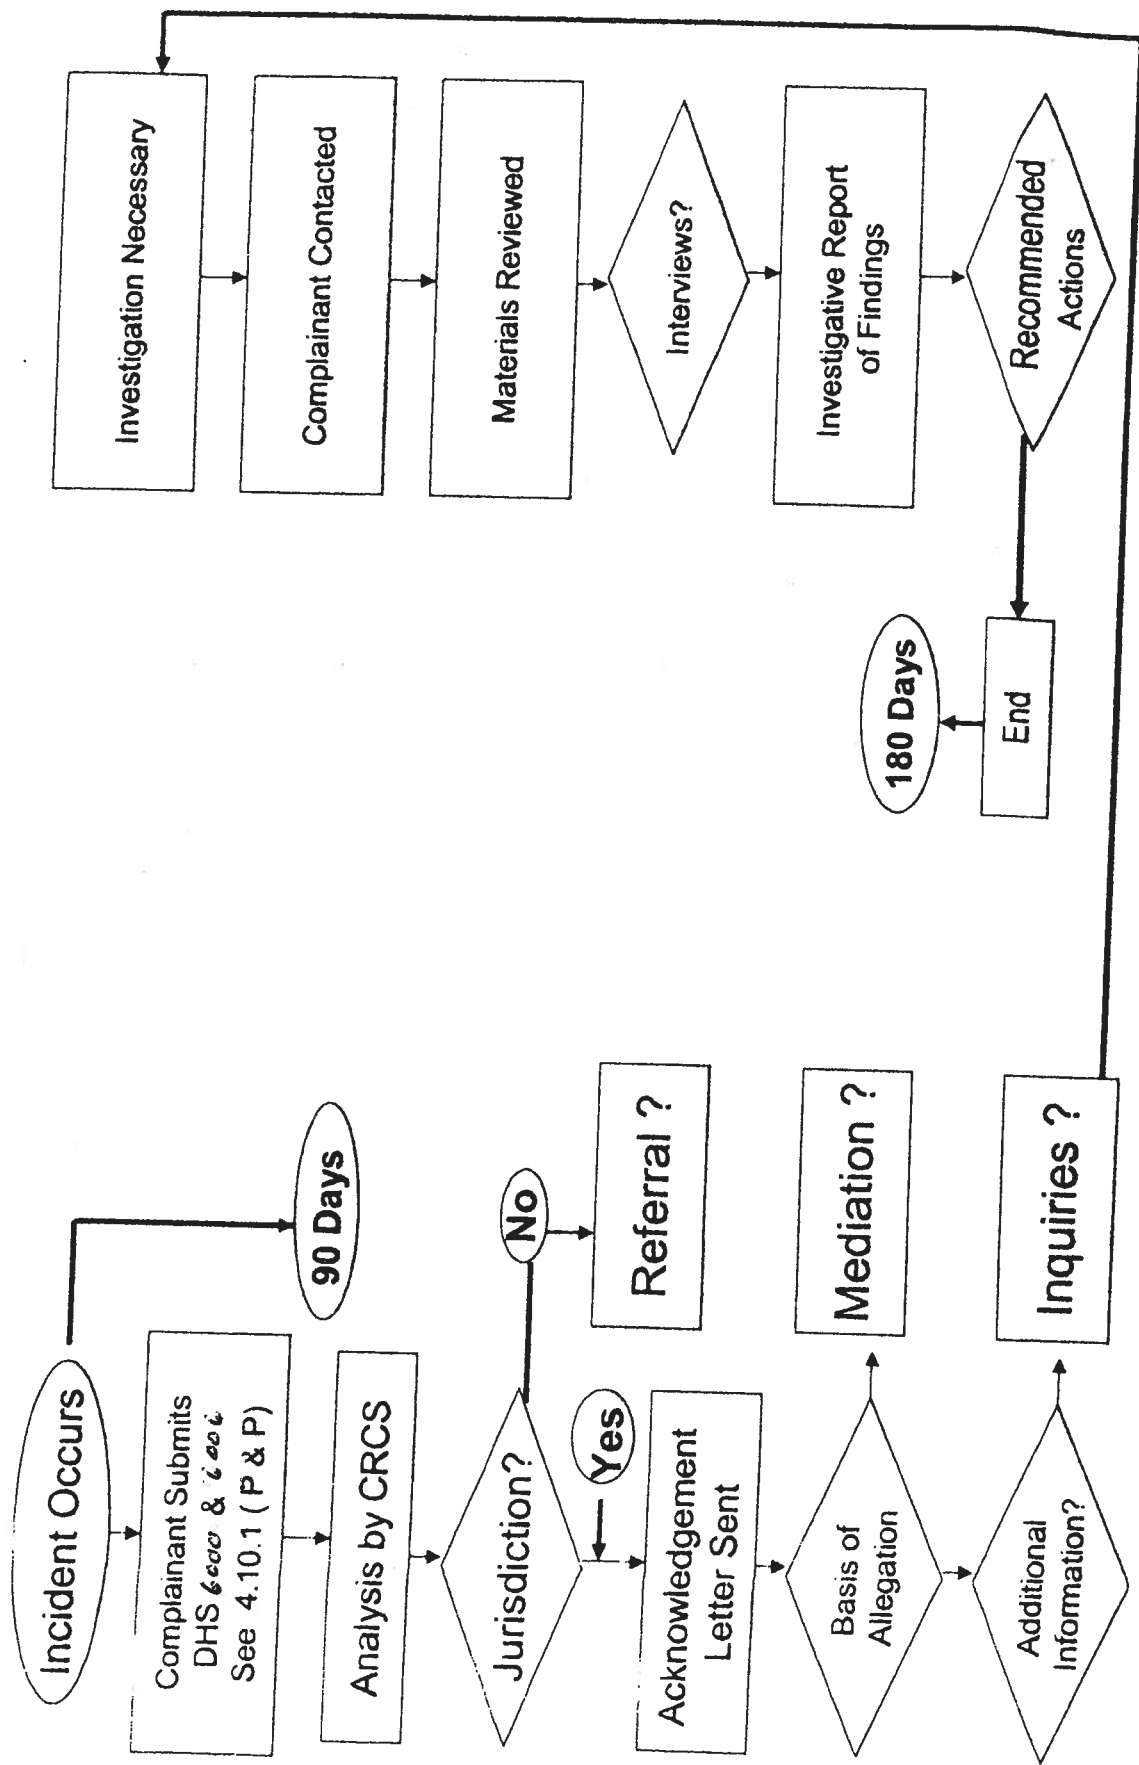 Incident Occurs
90 Days
Complainant Submits
DHS 6000 & 6006
See 4.10.1 ( P & P)
Analysis by CRCS
Jurisdiction?
No
Referral ?
Yes
Acknowledgement
Letter Sent
Basis of
Allegation
Mediation ?
Additional
Information?
Inquiries ?
Investigation Necessary
Complainant Contacted
Materials Reviewed
Interviews?
Investigative Report
of Findings
Recommended
Actions
End
180 Days